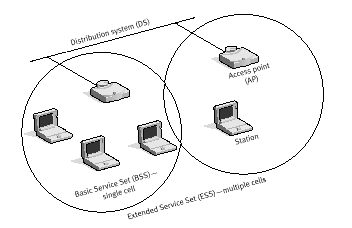 Distribution system (DS)
Access point
(AP)
Station
Basic Service Set (BSS)—
single cell
Extended Service Set (ESS)—multiple cells